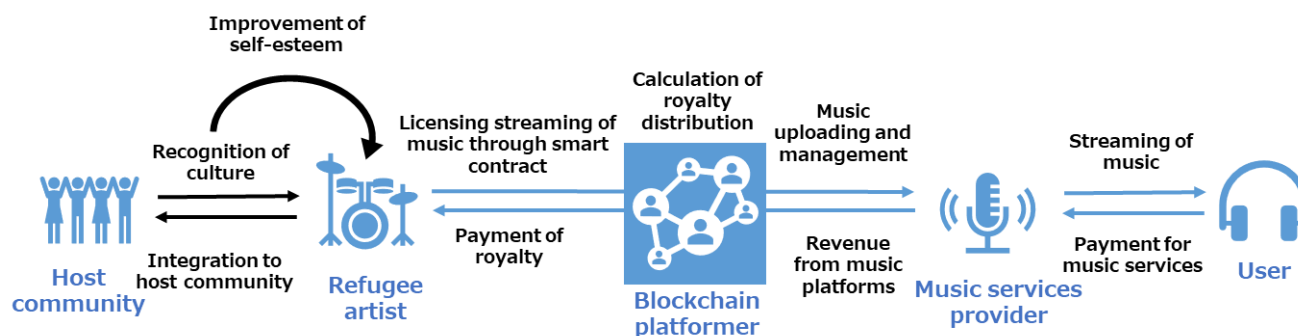 Improvement of
self-esteem
Recognition of
culture
Integration to
host community
Host
community
Refugee
artist
Licensing streaming of
music through smart
contract
Payment of
royalty
Calculation of
royalty
distribution
Blockchain
platformer
Music
uploading and
management
Revenue
from music
platforms
Music services
provider
Streaming of
music
Payment for
music services
User